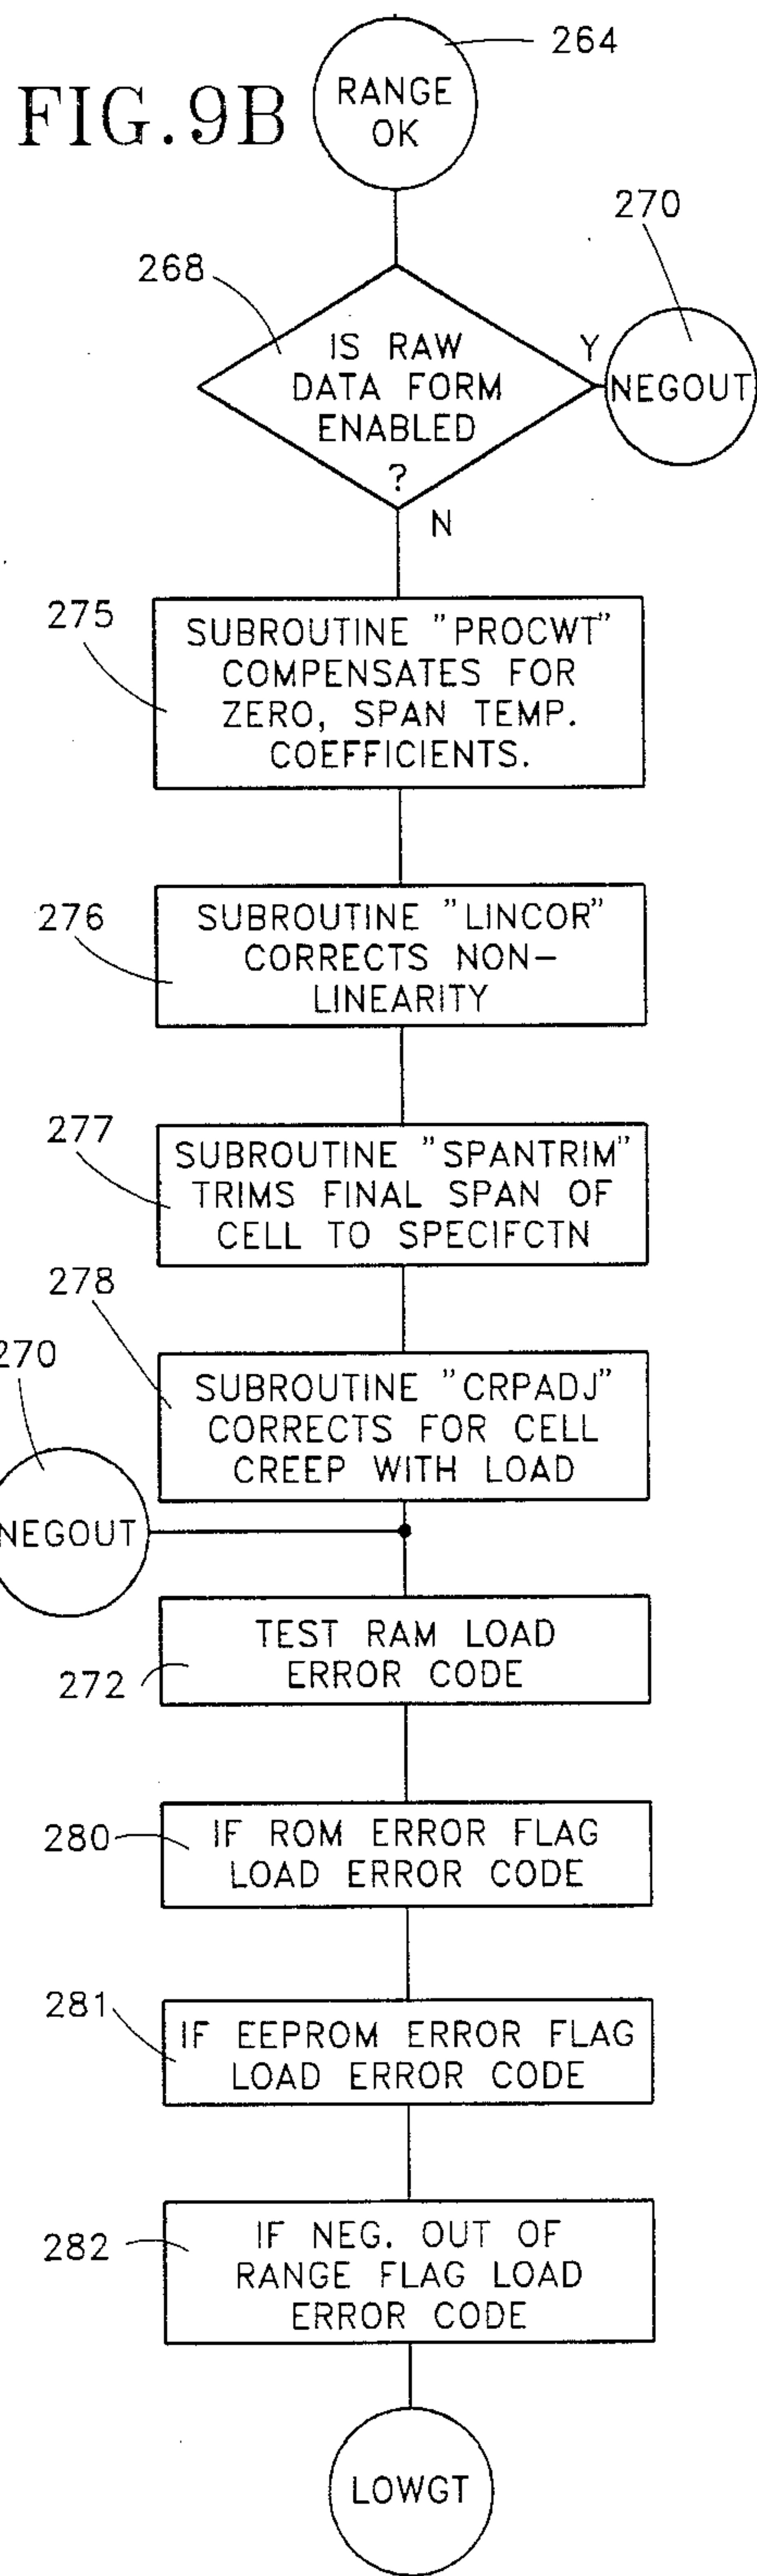 264
FIG.9B
RANGE
OK
270
268
IS RAW
DATA FORM
ENABLED
?
Y
NEGOUT
N
275
SUBROUTINE "PROCWT"
COMPENSATES FOR
ZERO, SPAN TEMP.
COEFFICIENTS.
276
SUBROUTINE "LINCOR"
CORRECTS NON-
LINEARITY
277
SUBROUTINE "SPANTRIM"
TRIMS FINAL SPAN OF
CELL TO SPECIFCTN
278
270
SUBROUTINE "CRPADJ"
CORRECTS FOR CELL
CREEP WITH LOAD
NEGOUT
TEST RAM LOAD
ERROR CODE
272
280
IF ROM ERROR FLAG
LOAD ERROR CODE
281
IF EEPROM ERROR FLAG
LOAD ERROR CODE
282
IF NEG. OUT OF
RANGE FLAG LOAD
ERROR CODE
LOWGT